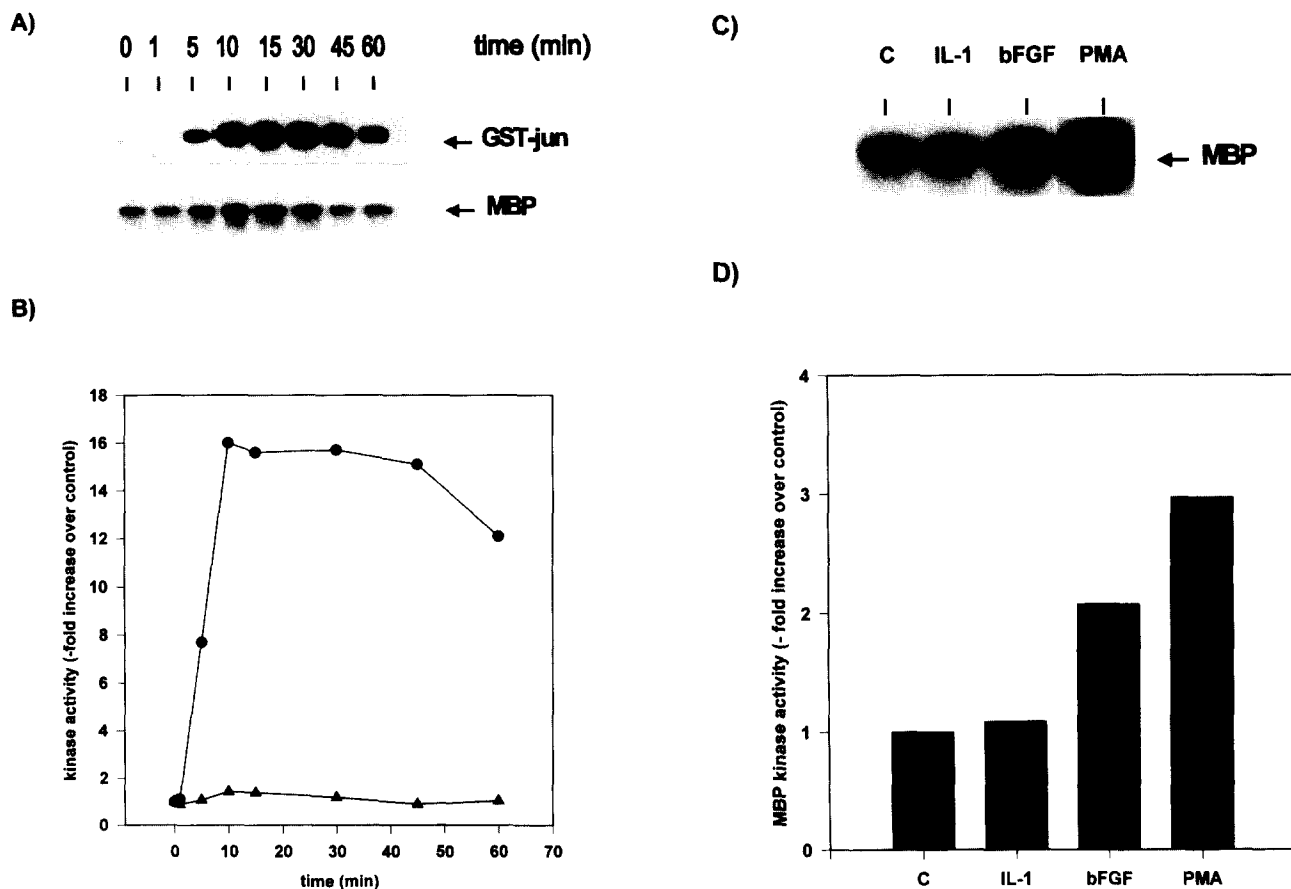 A)
0 1 5 10 15 30 45 60 time (min)
GST-jun
MBP
B)
kinase activity (-fold increase over control)
18
16
14
12
10
8
6
4
2
0
0 10 20 30 40 50 60 70
time (min)
C)
C IL-1 bFGF PMA
MBP
D)
MBP kinase activity (- fold increase over control)
4
3
2
1
0
C IL-1 bFGF PMA